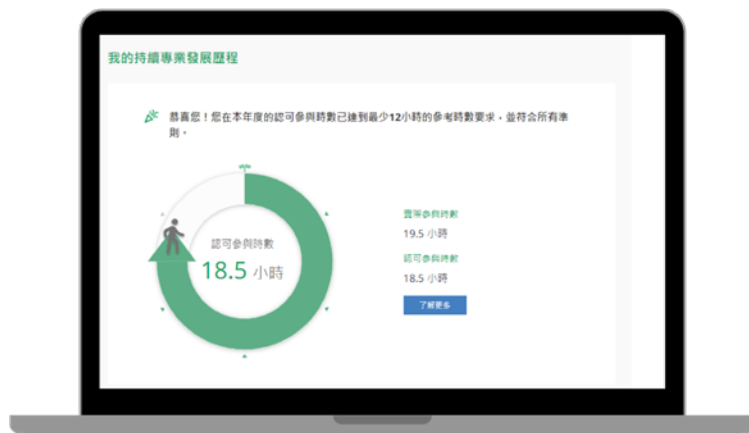 我的持續專業發展歷程
恭喜您！您在本年度的認可參與時數已達到最少12小時的參考時數要求，並符合所有準
則。
認可參與時數
18.5 小時
實際參與時數
19.5 小時
認可參與時數
18.5 小時
了解更多